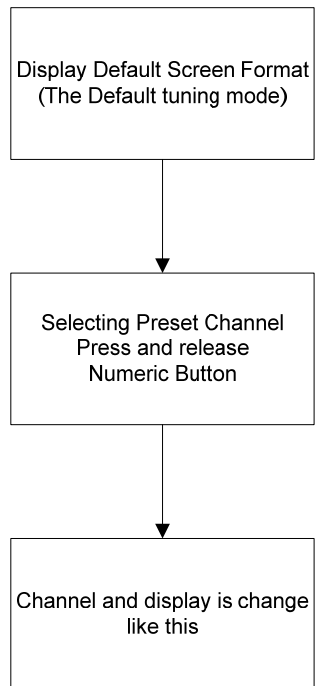 Display Default Screen Format
(The Default tuning mode)
Selecting Preset Channel
Press and release
Numeric Button
Channel and display is change
like this